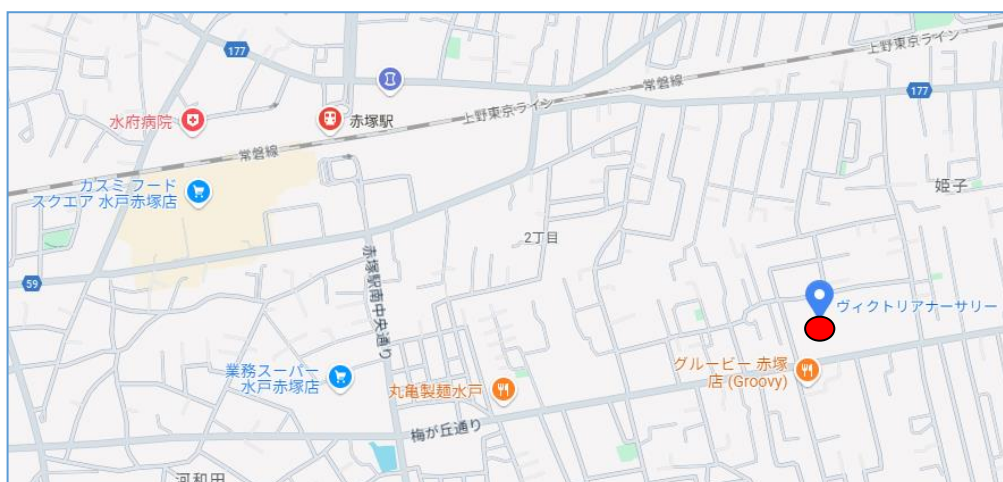 上野東京ライン
177
常磐線
177
水府病院
赤塚駅
上野東京ライン
常磐線
カスミ フード
スクエア 水戸赤塚店
姫子
2丁目
赤塚駅南中央通り
59
ヴィクトリアナーサリー
業務スーパー
水戸赤塚店
丸亀製麺水戸
グルービー 赤塚
店 (Groovy)
梅が丘通り
河和田